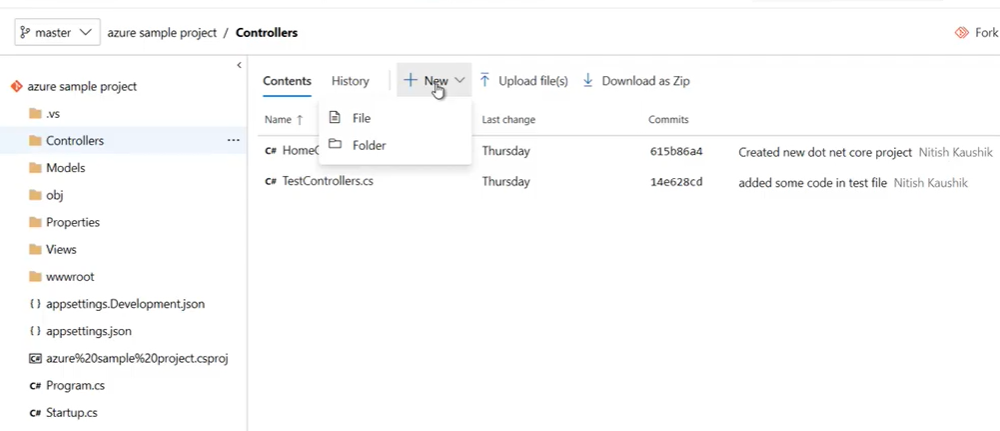 master azure sample project / Controllers Fork
azure sample project
.vs
Controllers
Models
obj
Properties
Views
wwwroot
appsettings.Development.json
appsettings.json
azure%20sample%20project.csproj
C# Program.cs
C# Startup.cs
Contents History + New Upload file(s) Download as Zip
File
Folder
Name ↑ Last change Commits
C# Thursday 615b86a4 Created new dot net core project Nitish Kaushik
C# TestControllers.cs Thursday 14e628cd added some code in test file Nitish Kaushik